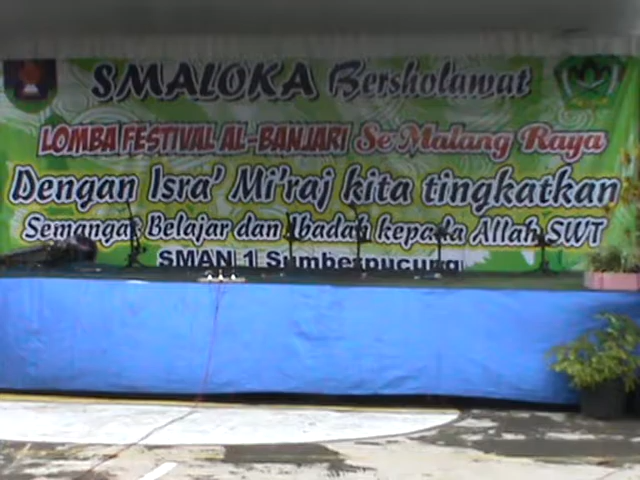 SMALOKA Bersholawat
LOMBA FESTIVAL AL-BANJARI Se Malang Raya
Dengan Isra' Mi'raj kita tingkatkan
Semangat Belajar dan Ibadah kepada Allah SWT
SMAN 1 Sumberpucung